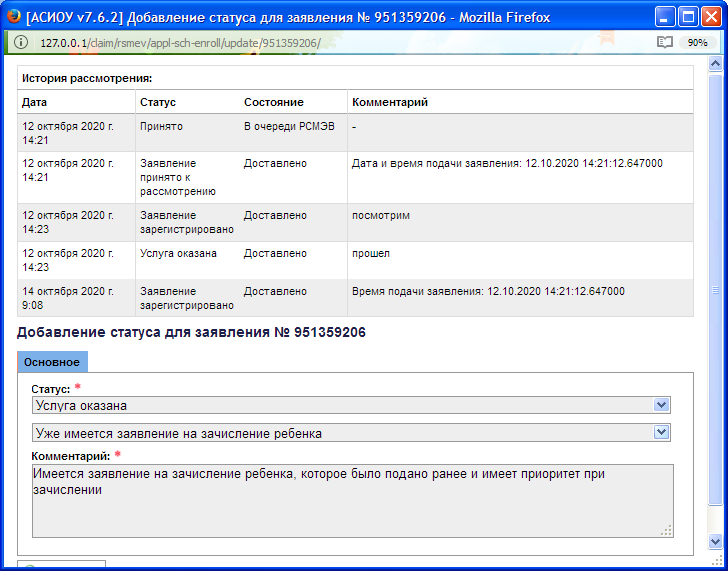 [АСИОУ v7.6.2] Добавление статуса для заявления № 951359206 - Mozilla Firefox
127.0.0.1/claim/rsmev/appl-sch-enroll/update/951359206/
90%
История рассмотрения:
Дата Статус Состояние Комментарий
12 октября 2020 г. 14:21 Принято В очереди РСМЭВ -
12 октября 2020 г. 14:21 Заявление принято к рассмотрению Доставлено Дата и время подачи заявления: 12.10.2020 14:21:12.647000
12 октября 2020 г. 14:23 Заявление зарегистрировано Доставлено посмотрим
12 октября 2020 г. 14:23 Услуга оказана Доставлено прошел
14 октября 2020 г. 9:08 Заявление зарегистрировано Доставлено Время подачи заявления: 12.10.2020 14:21:12.647000
Добавление статуса для заявления № 951359206
Основное
Статус: *
Услуга оказана
Уже имеется заявление на зачисление ребенка
Комментарий: *
Имеется заявление на зачисление ребенка, которое было подано ранее и имеет приоритет при
зачислении